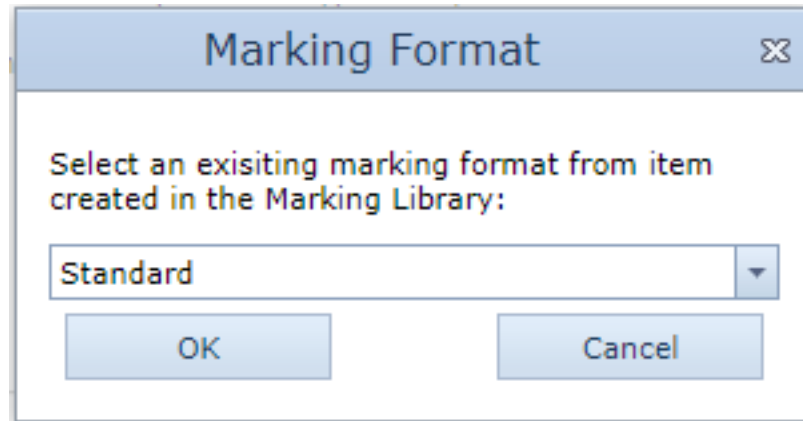 Marking Format
Select an exisiting marking format from item
created in the Marking Library:
Standard
OK
Cancel